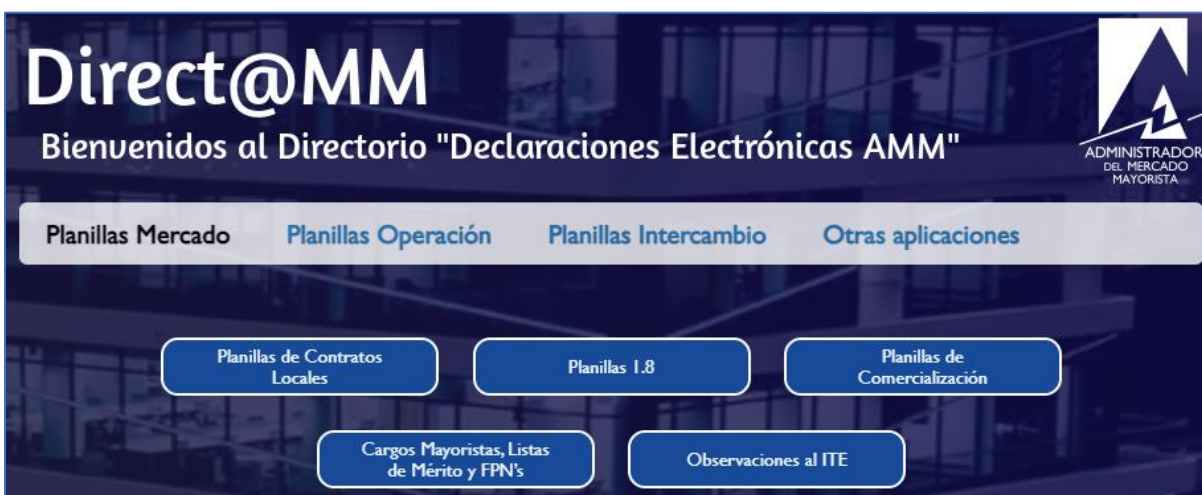 Direct@MM
Bienvenidos al Directorio "Declaraciones Electrónicas AMM"
ADMINISTRADOR
DEL MERCADO
MAYORISTA
Planillas Mercado Planillas Operación Planillas Intercambio Otras aplicaciones
Planillas de Contratos
Locales
Planillas 1.8
Planillas de
Comercialización
Cargos Mayoristas, Listas
de Mérito y FPN's
Observaciones al ITE